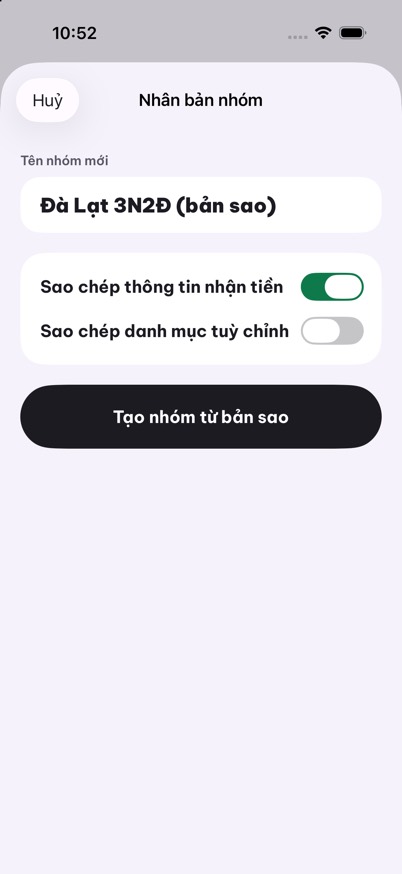 10:52
Huỷ
Nhân bản nhóm
Tên nhóm mới
Đà Lạt 3N2Đ (bản sao)
Sao chép thông tin nhận tiền
Sao chép danh mục tuỳ chỉnh
Tạo nhóm từ bản sao